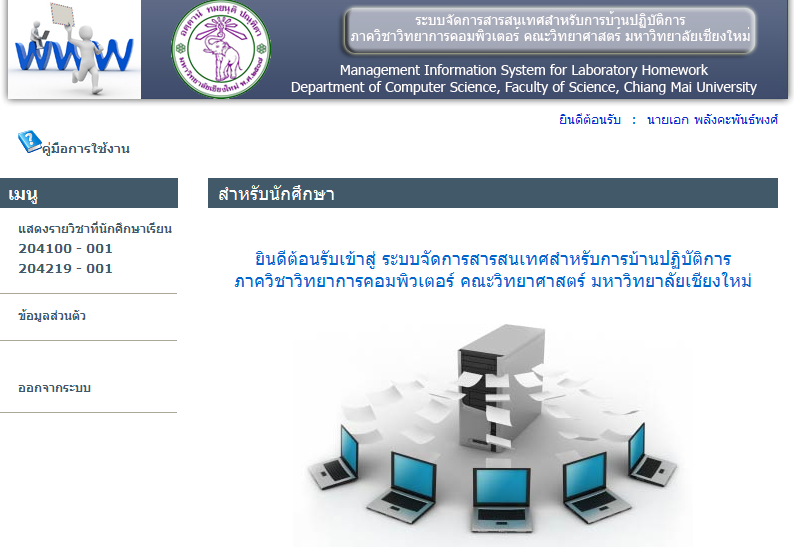 www
อตฺตานํ ทมยนฺติ ปณฺฑิตา
มหาวิทยาลัยเชียงใหม่ พ.ศ.๒๕๐๗
ระบบจัดการสารสนเทศสำหรับการบ้านปฏิบัติการ
ภาควิชาวิทยาการคอมพิวเตอร์ คณะวิทยาศาสตร์ มหาวิทยาลัยเชียงใหม่
Management Information System for Laboratory Homework
Department of Computer Science, Faculty of Science, Chiang Mai University
ยินดีต้อนรับ : นายเอก พลังคะพันธ์พงศ์
คู่มือการใช้งาน
เมนู
สำหรับนักศึกษา
แสดงรายวิชาที่นักศึกษาเรียน
204100 - 001
204219 - 001
ข้อมูลส่วนตัว
ออกจากระบบ
ยินดีต้อนรับเข้าสู่ ระบบจัดการสารสนเทศสำหรับการบ้านปฏิบัติการ
ภาควิชาวิทยาการคอมพิวเตอร์ คณะวิทยาศาสตร์ มหาวิทยาลัยเชียงใหม่